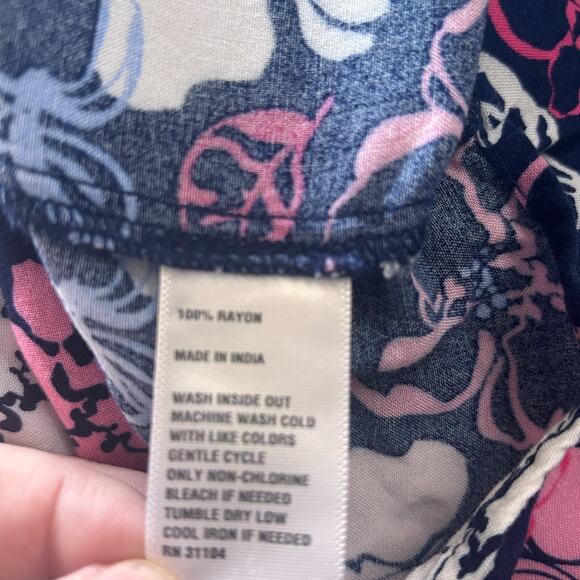 100% RAYON
MADE IN INDIA
WASH INSIDE OUT
MACHINE WASH COLD
WITH LIKE COLORS
GENTLE CYCLE
ONLY NON-CHLORINE
BLEACH IF NEEDED
TUMBLE DRY LOW
COOL IRON IF NEEDED
RN 31104